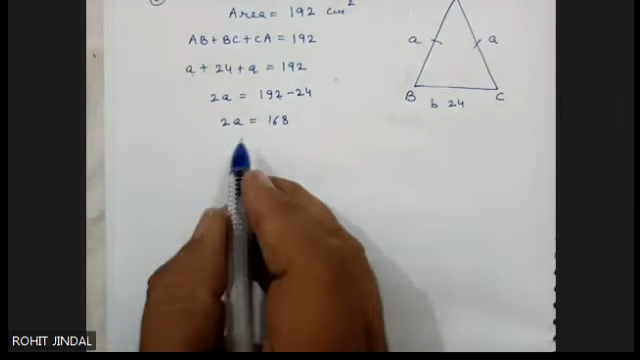 Area = 192 cm²
AB + BC + CA = 192
a + 24 + a = 192
2a = 192 - 24
2a = 168
a a
B C
b 24
ROHIT JINDAL